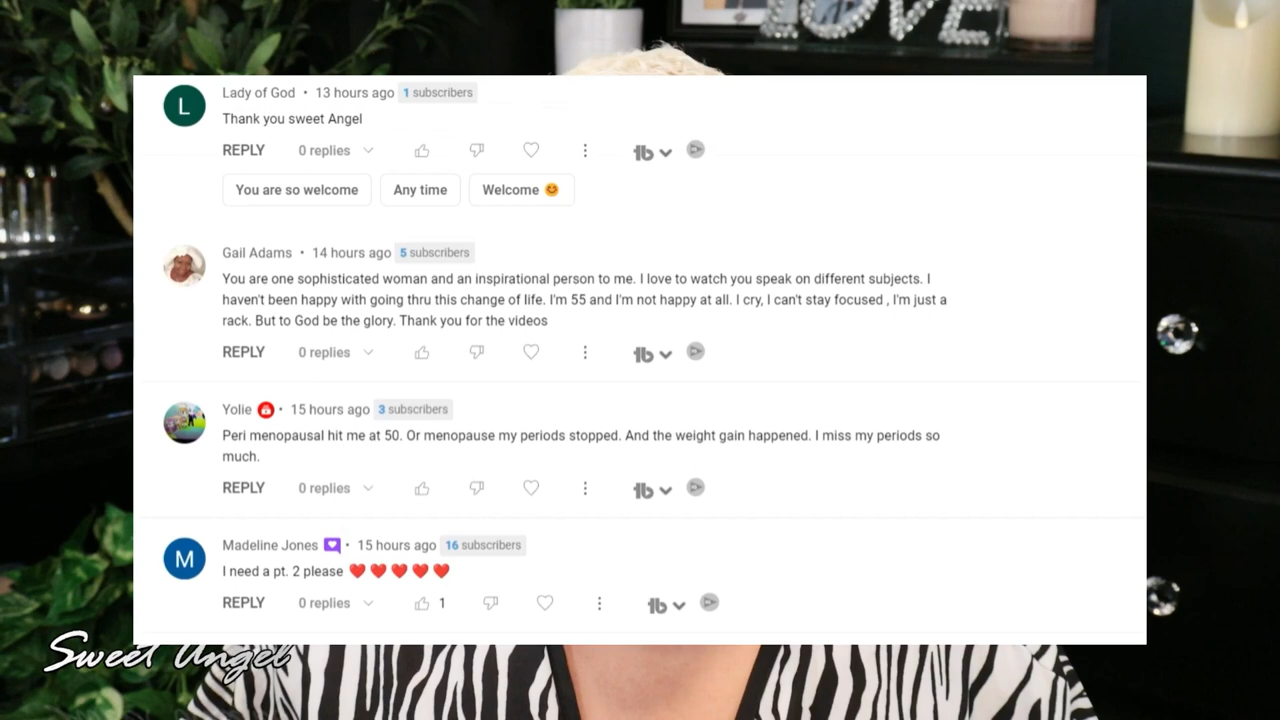 LOVE
Lady of God • 13 hours ago 1 subscribers
Thank you sweet Angel
REPLY 0 replies
You are so welcome Any time Welcome 😊
Gail Adams • 14 hours ago 5 subscribers
You are one sophisticated woman and an inspirational person to me. I love to watch you speak on different subjects. I
haven't been happy with going thru this change of life. I'm 55 and I'm not happy at all. I cry, I can't stay focused , I'm just a
rack. But to God be the glory. Thank you for the videos
REPLY 0 replies
Yolie • 15 hours ago 3 subscribers
Peri menopausal hit me at 50. Or menopause my periods stopped. And the weight gain happened. I miss my periods so
much.
REPLY 0 replies
Madeline Jones • 15 hours ago 16 subscribers
I need a pt. 2 please ❤️❤️❤️❤️❤️
REPLY 0 replies 1
Sweet Angel